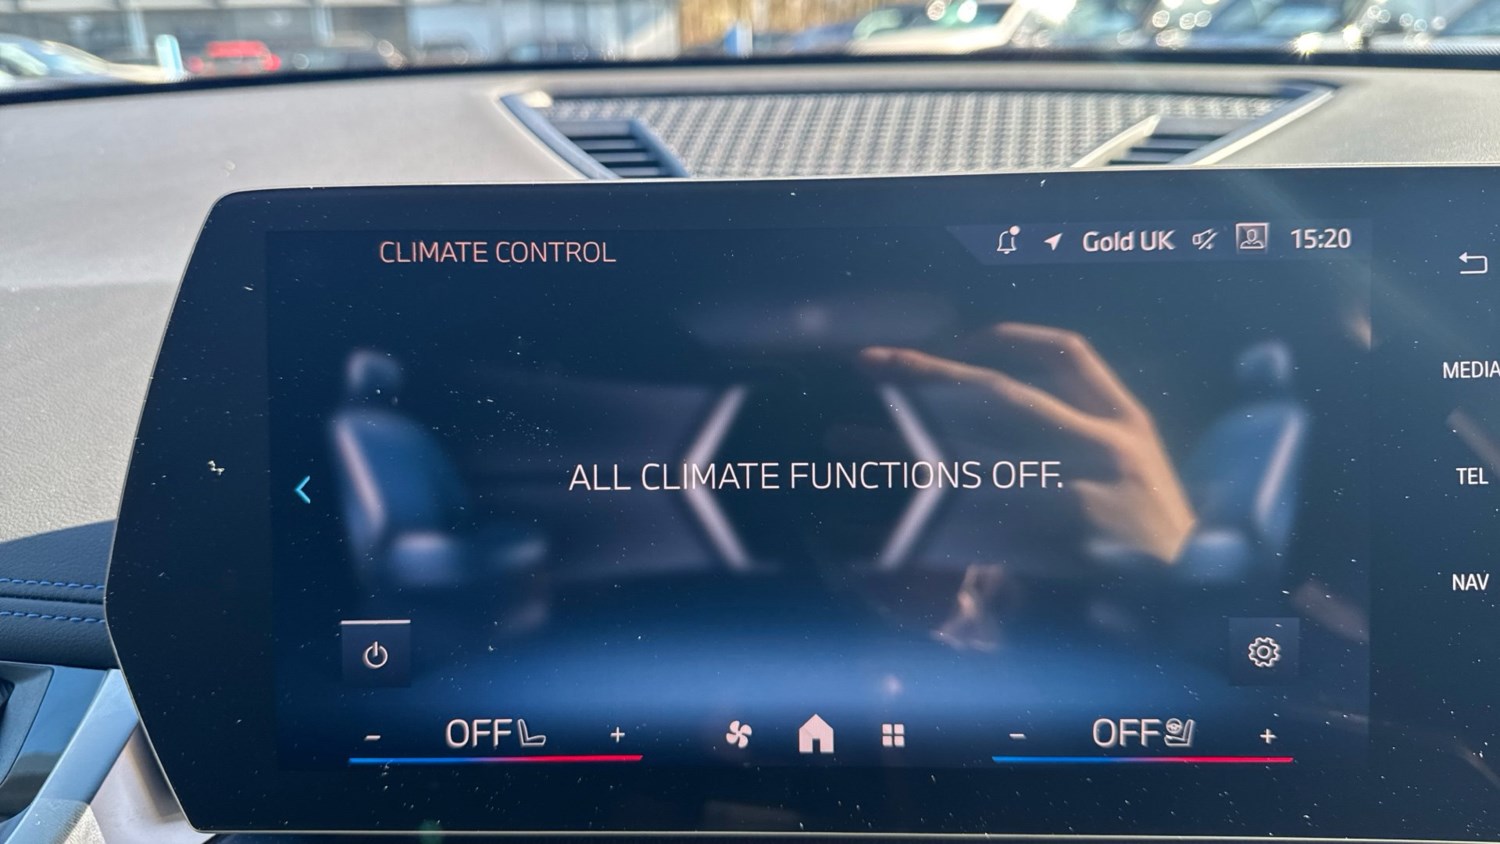 CLIMATE CONTROL
Gold UK 15:20
MEDIA
ALL CLIMATE FUNCTIONS OFF.
TEL
NAV
- OFF + - OFF +